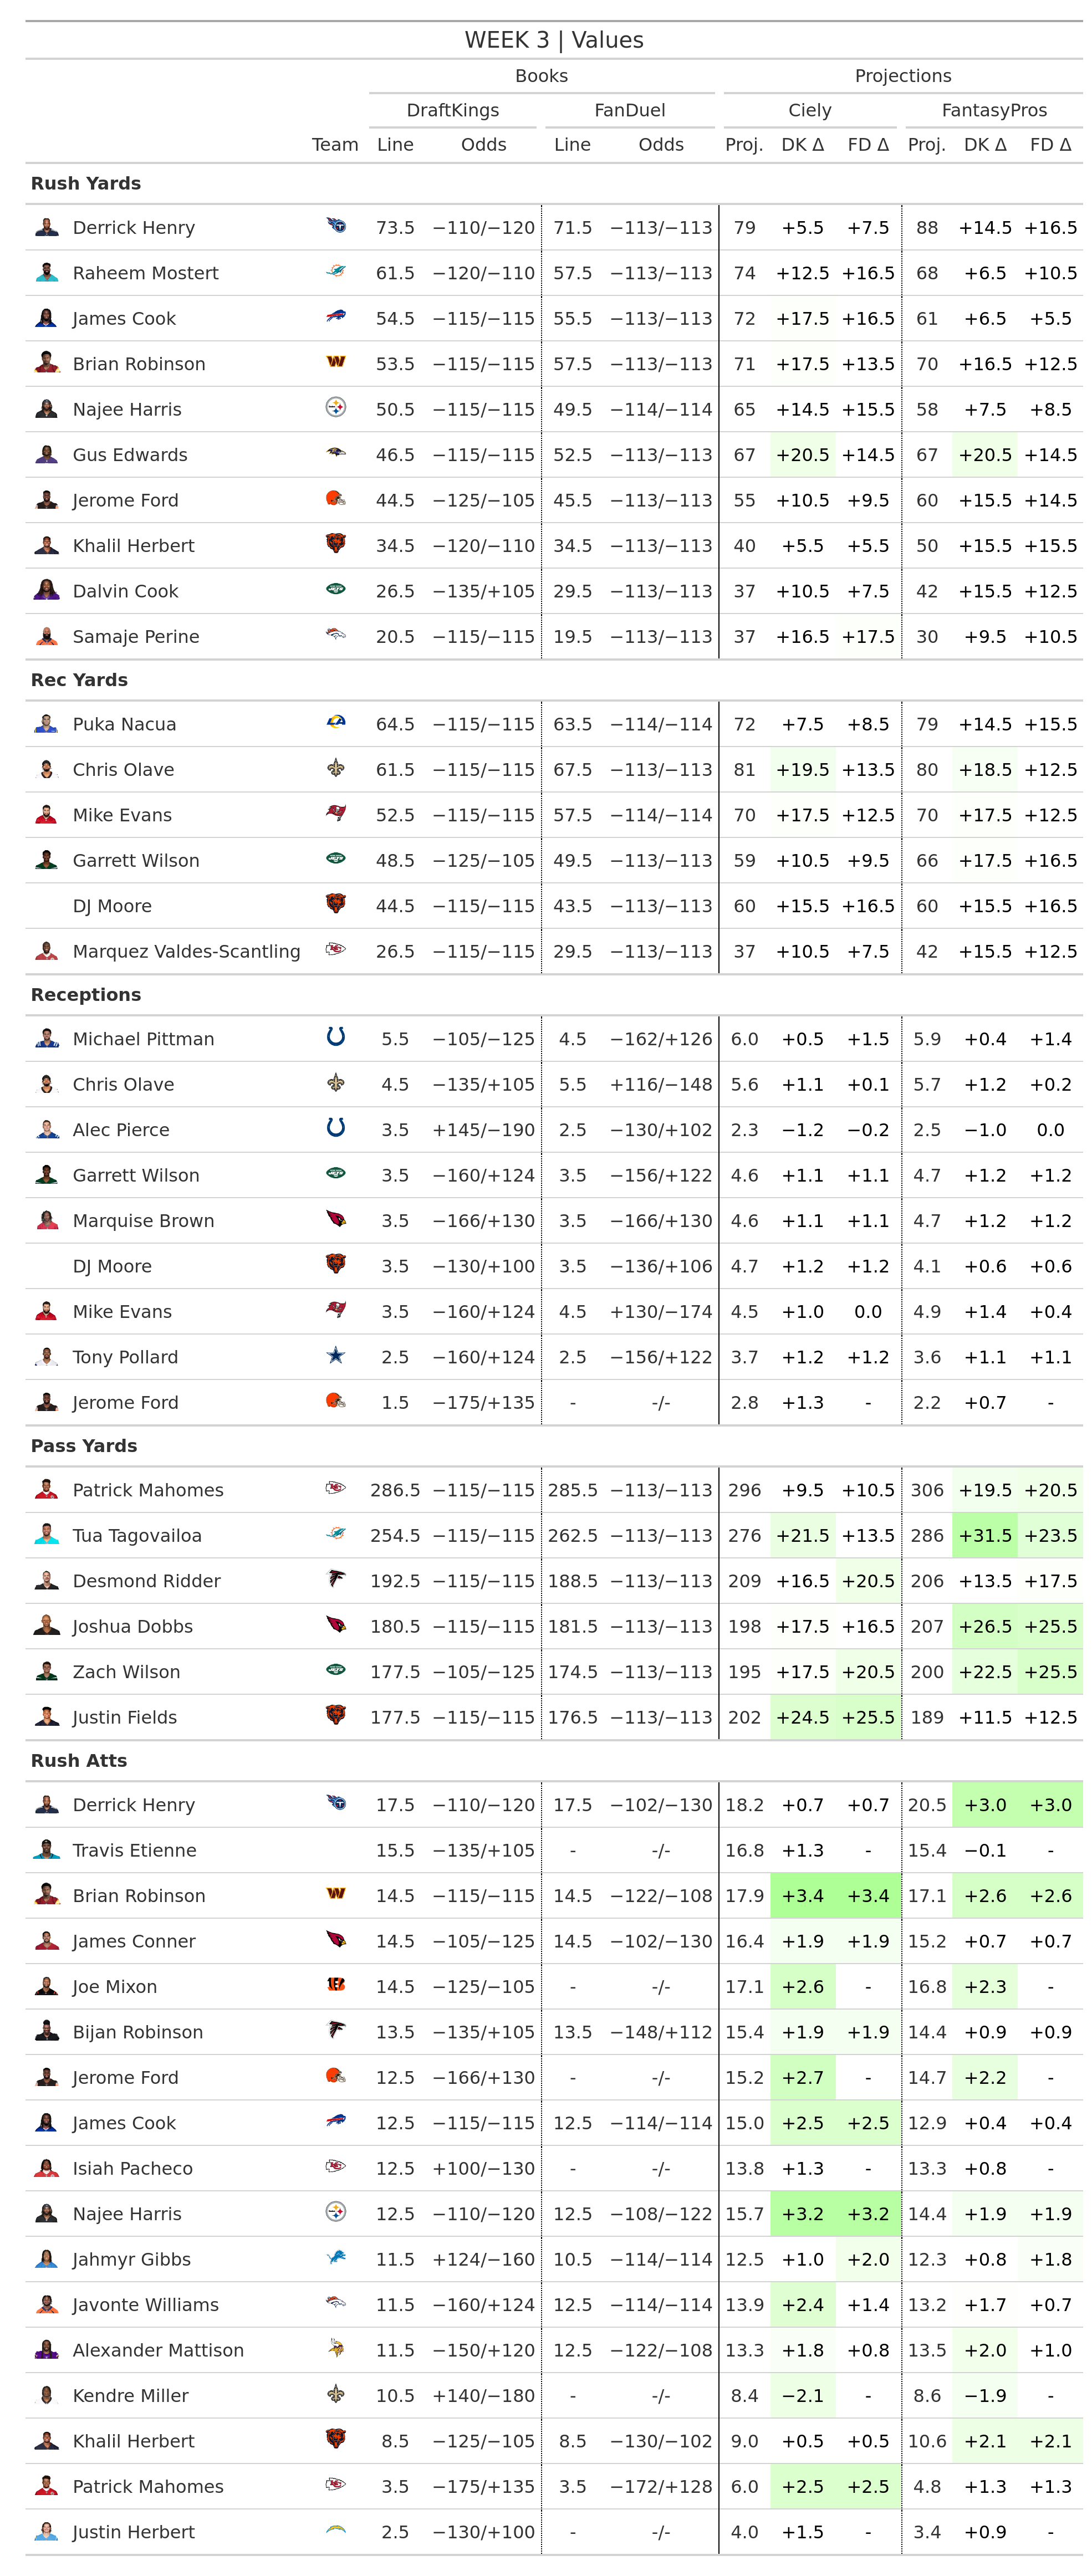 WEEK 3 | Values
Books Projections
DraftKings FanDuel Ciely FantasyPros
Team Line Odds Line Odds Proj. DK Δ FD Δ Proj. DK Δ FD Δ
Rush Yards
Derrick Henry 73.5 −110/−120 71.5 −113/−113 79 +5.5 +7.5 88 +14.5 +16.5
Raheem Mostert 61.5 −120/−110 57.5 −113/−113 74 +12.5 +16.5 68 +6.5 +10.5
James Cook 54.5 −115/−115 55.5 −113/−113 72 +17.5 +16.5 61 +6.5 +5.5
Brian Robinson 53.5 −115/−115 57.5 −113/−113 71 +17.5 +13.5 70 +16.5 +12.5
Najee Harris 50.5 −115/−115 49.5 −114/−114 65 +14.5 +15.5 58 +7.5 +8.5
Gus Edwards 46.5 −115/−115 52.5 −113/−113 67 +20.5 +14.5 67 +20.5 +14.5
Jerome Ford 44.5 −125/−105 45.5 −113/−113 55 +10.5 +9.5 60 +15.5 +14.5
Khalil Herbert 34.5 −120/−110 34.5 −113/−113 40 +5.5 +5.5 50 +15.5 +15.5
Dalvin Cook 26.5 −135/+105 29.5 −113/−113 37 +10.5 +7.5 42 +15.5 +12.5
Samaje Perine 20.5 −115/−115 19.5 −113/−113 37 +16.5 +17.5 30 +9.5 +10.5
Rec Yards
Puka Nacua 64.5 −115/−115 63.5 −114/−114 72 +7.5 +8.5 79 +14.5 +15.5
Chris Olave 61.5 −115/−115 67.5 −113/−113 81 +19.5 +13.5 80 +18.5 +12.5
Mike Evans 52.5 −115/−115 57.5 −114/−114 70 +17.5 +12.5 70 +17.5 +12.5
Garrett Wilson 48.5 −125/−105 49.5 −113/−113 59 +10.5 +9.5 66 +17.5 +16.5
DJ Moore 44.5 −115/−115 43.5 −113/−113 60 +15.5 +16.5 60 +15.5 +16.5
Marquez Valdes-Scantling 26.5 −115/−115 29.5 −113/−113 37 +10.5 +7.5 42 +15.5 +12.5
Receptions
Michael Pittman 5.5 −105/−125 4.5 −162/+126 6.0 +0.5 +1.5 5.9 +0.4 +1.4
Chris Olave 4.5 −135/+105 5.5 +116/−148 5.6 +1.1 +0.1 5.7 +1.2 +0.2
Alec Pierce 3.5 +145/−190 2.5 −130/+102 2.3 −1.2 −0.2 2.5 −1.0 0.0
Garrett Wilson 3.5 −160/+124 3.5 −156/+122 4.6 +1.1 +1.1 4.7 +1.2 +1.2
Marquise Brown 3.5 −166/+130 3.5 −166/+130 4.6 +1.1 +1.1 4.7 +1.2 +1.2
DJ Moore 3.5 −130/+100 3.5 −136/+106 4.7 +1.2 +1.2 4.1 +0.6 +0.6
Mike Evans 3.5 −160/+124 4.5 +130/−174 4.5 +1.0 0.0 4.9 +1.4 +0.4
Tony Pollard 2.5 −160/+124 2.5 −156/+122 3.7 +1.2 +1.2 3.6 +1.1 +1.1
Jerome Ford 1.5 −175/+135 - -/- 2.8 +1.3 - 2.2 +0.7 -
Pass Yards
Patrick Mahomes 286.5 −115/−115 285.5 −113/−113 296 +9.5 +10.5 306 +19.5 +20.5
Tua Tagovailoa 254.5 −115/−115 262.5 −113/−113 276 +21.5 +13.5 286 +31.5 +23.5
Desmond Ridder 192.5 −115/−115 188.5 −113/−113 209 +16.5 +20.5 206 +13.5 +17.5
Joshua Dobbs 180.5 −115/−115 181.5 −113/−113 198 +17.5 +16.5 207 +26.5 +25.5
Zach Wilson 177.5 −105/−125 174.5 −113/−113 195 +17.5 +20.5 200 +22.5 +25.5
Justin Fields 177.5 −115/−115 176.5 −113/−113 202 +24.5 +25.5 189 +11.5 +12.5
Rush Atts
Derrick Henry 17.5 −110/−120 17.5 −102/−130 18.2 +0.7 +0.7 20.5 +3.0 +3.0
Travis Etienne 15.5 −135/+105 - -/- 16.8 +1.3 - 15.4 −0.1 -
Brian Robinson 14.5 −115/−115 14.5 −122/−108 17.9 +3.4 +3.4 17.1 +2.6 +2.6
James Conner 14.5 −105/−125 14.5 −102/−130 16.4 +1.9 +1.9 15.2 +0.7 +0.7
Joe Mixon 14.5 −125/−105 - -/- 17.1 +2.6 - 16.8 +2.3 -
Bijan Robinson 13.5 −135/+105 13.5 −148/+112 15.4 +1.9 +1.9 14.4 +0.9 +0.9
Jerome Ford 12.5 −166/+130 - -/- 15.2 +2.7 - 14.7 +2.2 -
James Cook 12.5 −115/−115 12.5 −114/−114 15.0 +2.5 +2.5 12.9 +0.4 +0.4
Isiah Pacheco 12.5 +100/−130 - -/- 13.8 +1.3 - 13.3 +0.8 -
Najee Harris 12.5 −110/−120 12.5 −108/−122 15.7 +3.2 +3.2 14.4 +1.9 +1.9
Jahmyr Gibbs 11.5 +124/−160 10.5 −114/−114 12.5 +1.0 +2.0 12.3 +0.8 +1.8
Javonte Williams 11.5 −160/+124 12.5 −114/−114 13.9 +2.4 +1.4 13.2 +1.7 +0.7
Alexander Mattison 11.5 −150/+120 12.5 −122/−108 13.3 +1.8 +0.8 13.5 +2.0 +1.0
Kendre Miller 10.5 +140/−180 - -/- 8.4 −2.1 - 8.6 −1.9 -
Khalil Herbert 8.5 −125/−105 8.5 −130/−102 9.0 +0.5 +0.5 10.6 +2.1 +2.1
Patrick Mahomes 3.5 −175/+135 3.5 −172/+128 6.0 +2.5 +2.5 4.8 +1.3 +1.3
Justin Herbert 2.5 −130/+100 - -/- 4.0 +1.5 - 3.4 +0.9 -